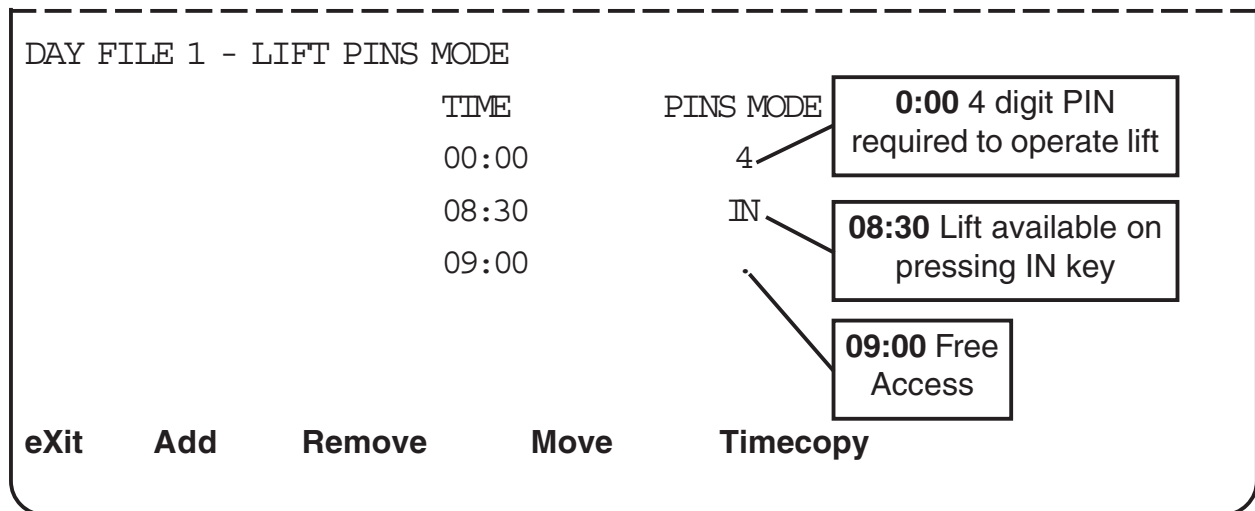 DAY FILE 1 - LIFT PINS MODE
TIME PINS MODE
00:00 4
08:30 IN
09:00 .
0:00 4 digit PIN
required to operate lift
08:30 Lift available on
pressing IN key
09:00 Free
Access
eXit Add Remove Move Timecopy